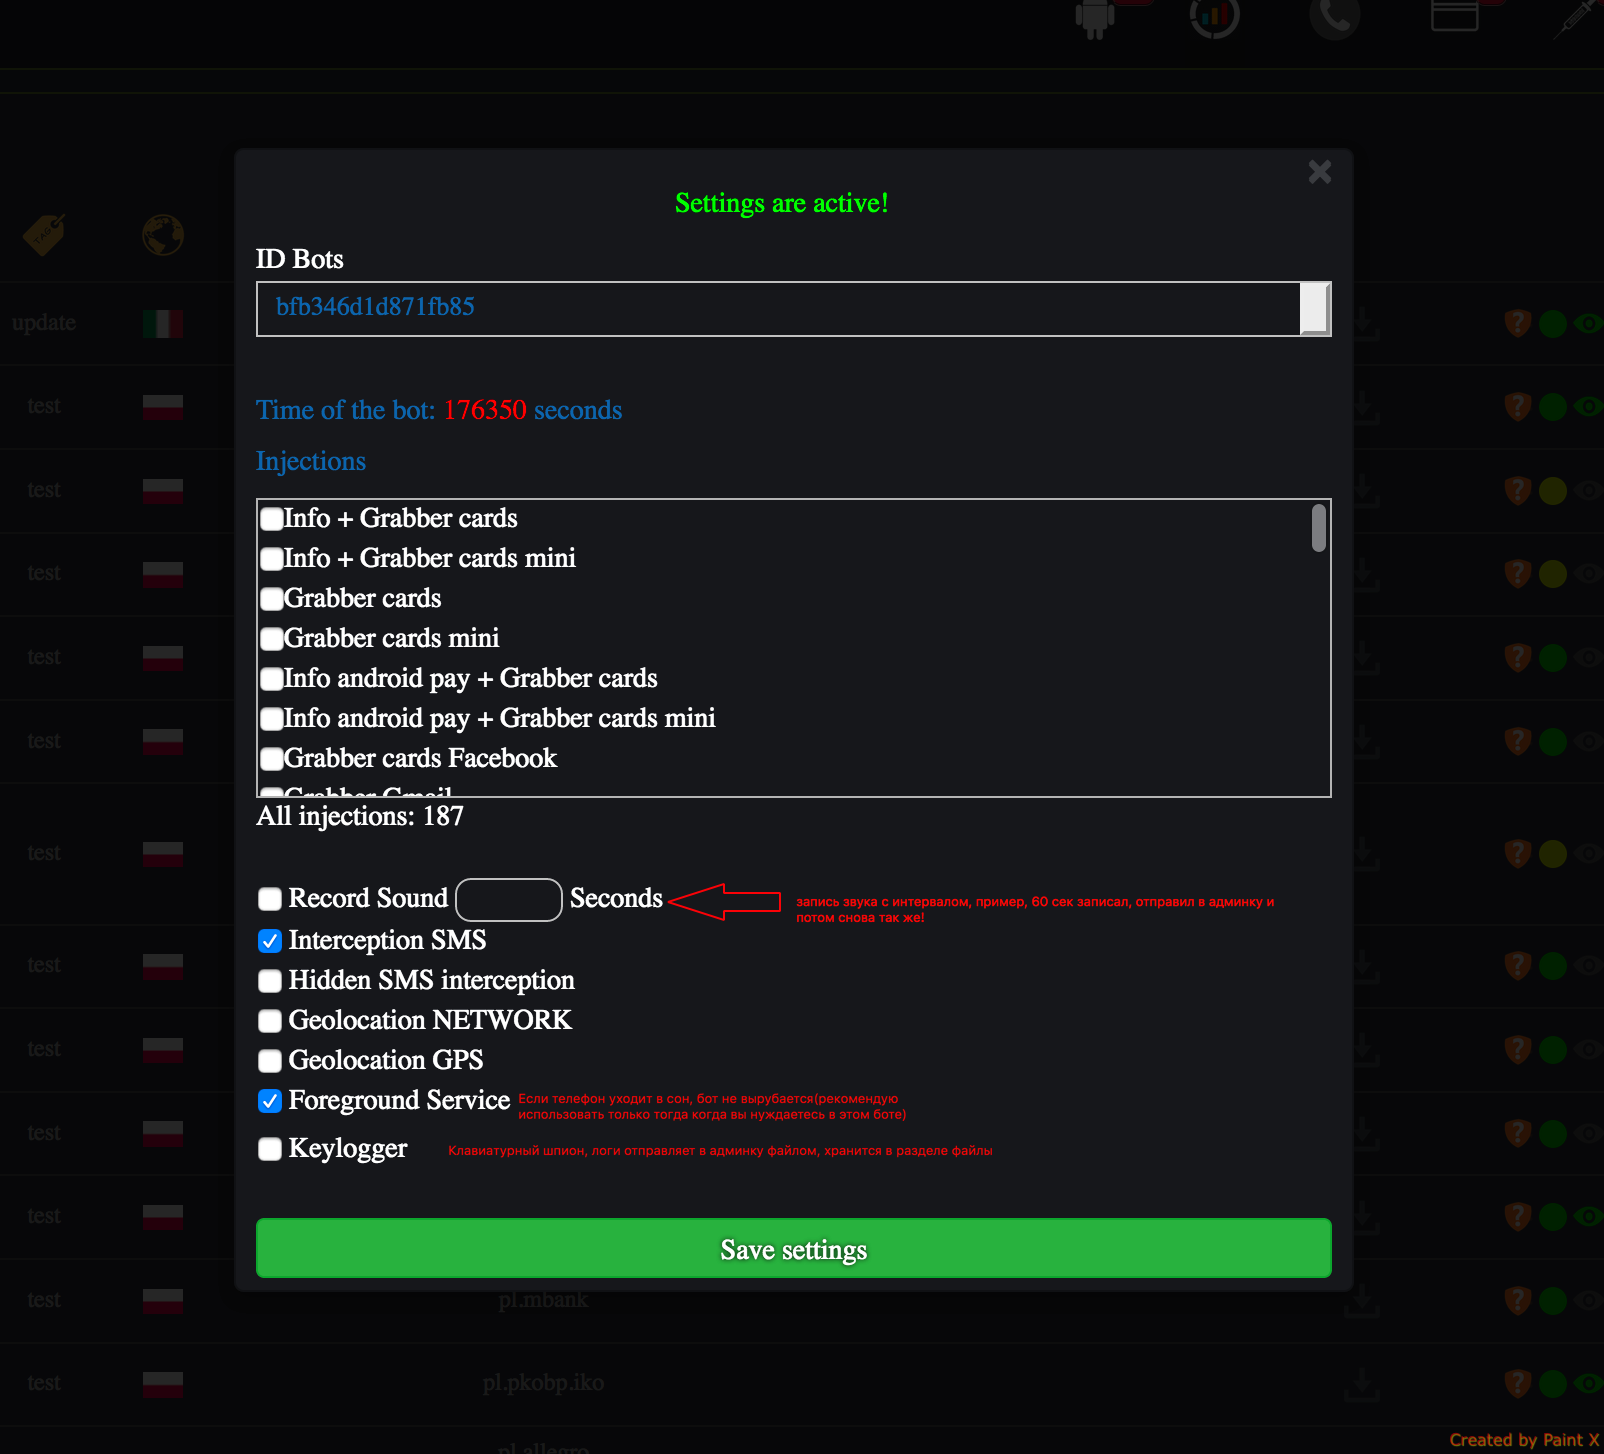 Settings are active!
ID Bots
bfb346d1d871fb85
update
test
Time of the bot: 176350 seconds
Injections
test
Info + Grabber cards
Info + Grabber cards mini
test
Grabber cards
Grabber cards mini
test
Info android pay + Grabber cards
Info android pay + Grabber cards mini
test
Grabber cards Facebook
Grabber Gmail
All injections: 187
test
Record Sound Seconds
запись звука с интервалом, пример, 60 сек записал, отправил в админку и
потом снова так же!
Interception SMS
test
Hidden SMS interception
Geolocation NETWORK
test
Geolocation GPS
Foreground Service
Если телефон уходит в сон, бот не вырубается(рекомендую
использовать только тогда когда вы нуждаетесь в этом боте)
test
Keylogger
Клавиатурный шпион, логи отправляет в админку файлом, хранится в разделе файлы
test
Save settings
test pl.mbank
test pl.pkobp.iko
pl.allegro
Created by Paint X